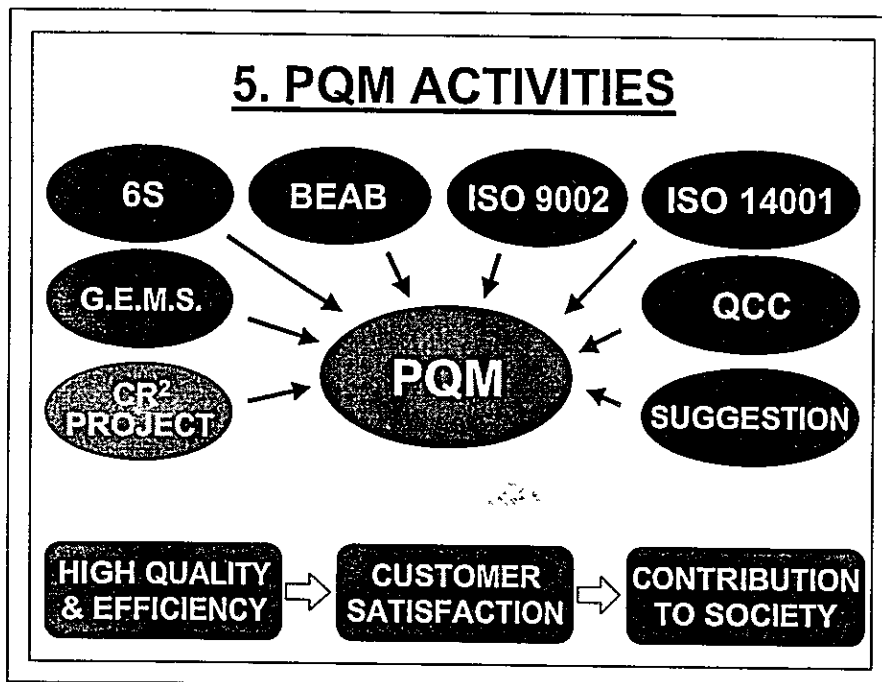 5. PQM ACTIVITIES
6S
BEAB
ISO 9002
ISO 14001
G.E.M.S.
QCC
PQM
CR²
PROJECT
SUGGESTION
HIGH QUALITY
& EFFICIENCY
CUSTOMER
SATISFACTION
CONTRIBUTION
TO SOCIETY